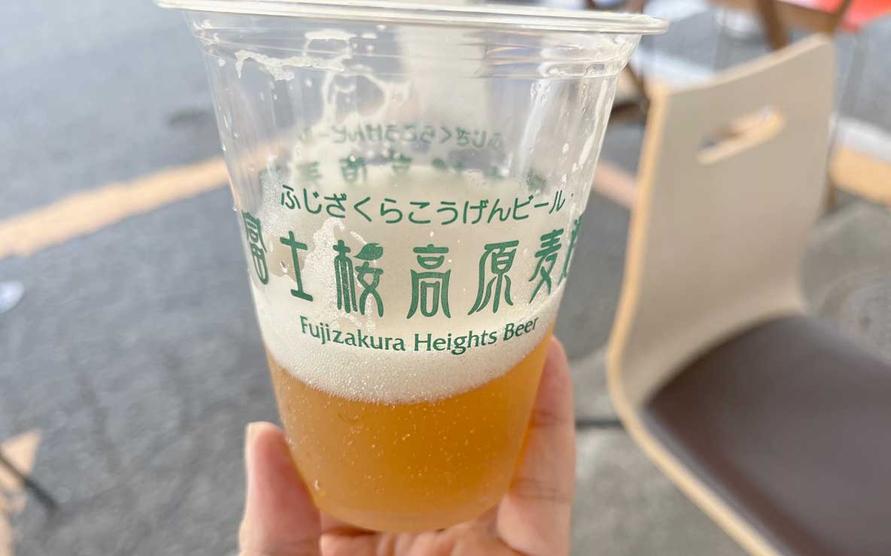 ふじざくらこうげんビール
富士桜高原麦酒
Fujizakura Heights Beer